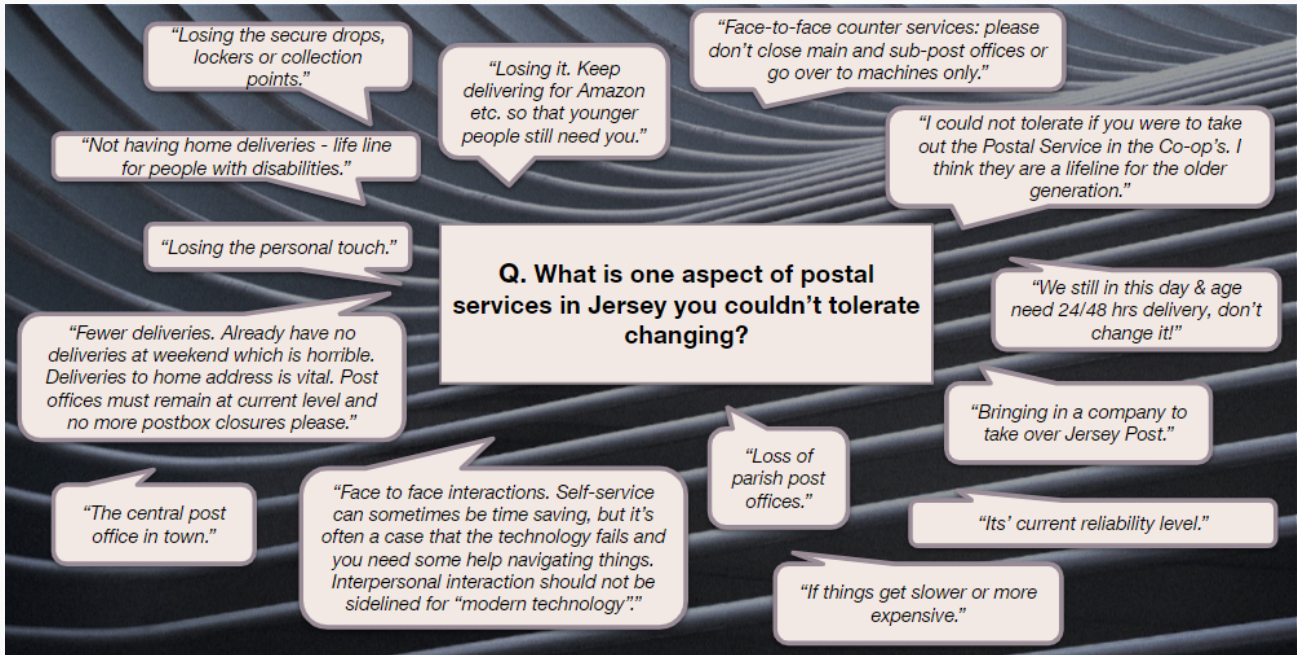 “Losing the secure drops,
lockers or collection
points.”
“Losing it. Keep
delivering for Amazon
etc. so that younger
people still need you.”
“Face-to-face counter services: please
don’t close main and sub-post offices or
go over to machines only.”
“Not having home deliveries - life line
for people with disabilities.”
“I could not tolerate if you were to take
out the Postal Service in the Co-op’s. I
think they are a lifeline for the older
generation.”
“Losing the personal touch.”
Q. What is one aspect of postal
services in Jersey you couldn’t tolerate
changing?
“We still in this day & age
need 24/48 hrs delivery, don’t
change it!”
“Fewer deliveries. Already have no
deliveries at weekend which is horrible.
Deliveries to home address is vital. Post
offices must remain at current level and
no more postbox closures please.”
“Bringing in a company to
take over Jersey Post.”
“Loss of
parish post
offices.”
“The central post
office in town.”
“Face to face interactions. Self-service
can sometimes be time saving, but it’s
often a case that the technology fails and
you need some help navigating things.
Interpersonal interaction should not be
sidelined for “modern technology”.”
“Its’ current reliability level.”
“If things get slower or more
expensive.”